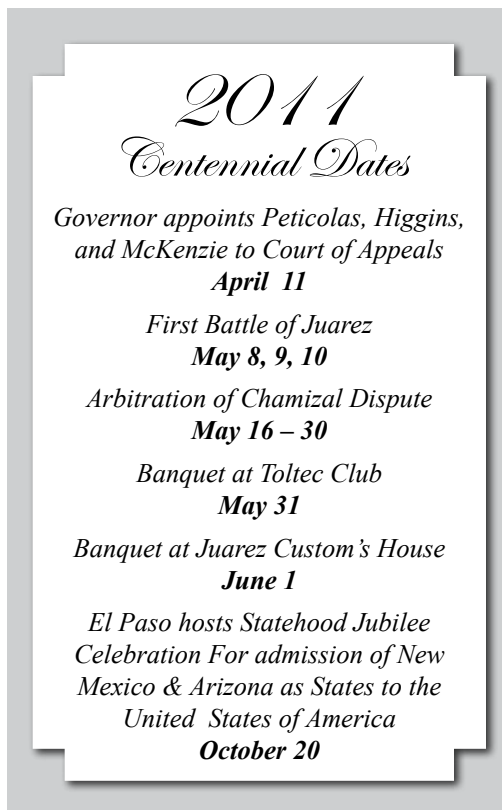 2011
Centennial Dates
Governor appoints Peticolas, Higgins,
and McKenzie to Court of Appeals
April  11
First Battle of Juarez
May 8, 9, 10
Arbitration of Chamizal Dispute
May 16 – 30
Banquet at Toltec Club
May 31
Banquet at Juarez Custom’s House
June 1
El Paso hosts Statehood Jubilee
Celebration For admission of New
Mexico & Arizona as States to the
United  States of America
October 20